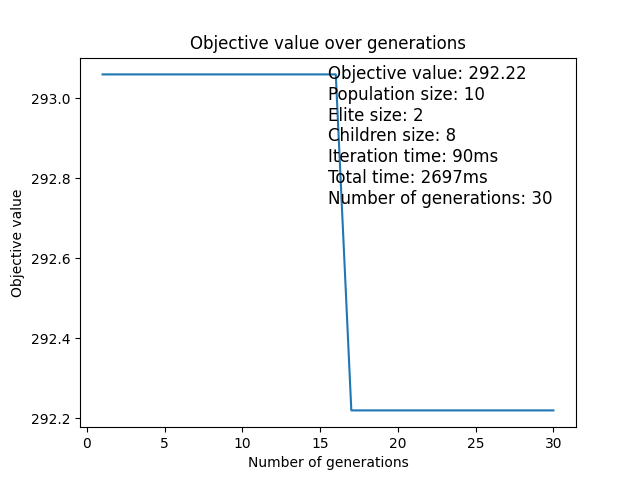 Objective value over generations
Objective value: 292.22
Population size: 10
Elite size: 2
Children size: 8
Iteration time: 90ms
Total time: 2697ms
Number of generations: 30
Objective value
293.0
292.8
292.6
292.4
292.2
0 5 10 15 20 25 30
Number of generations